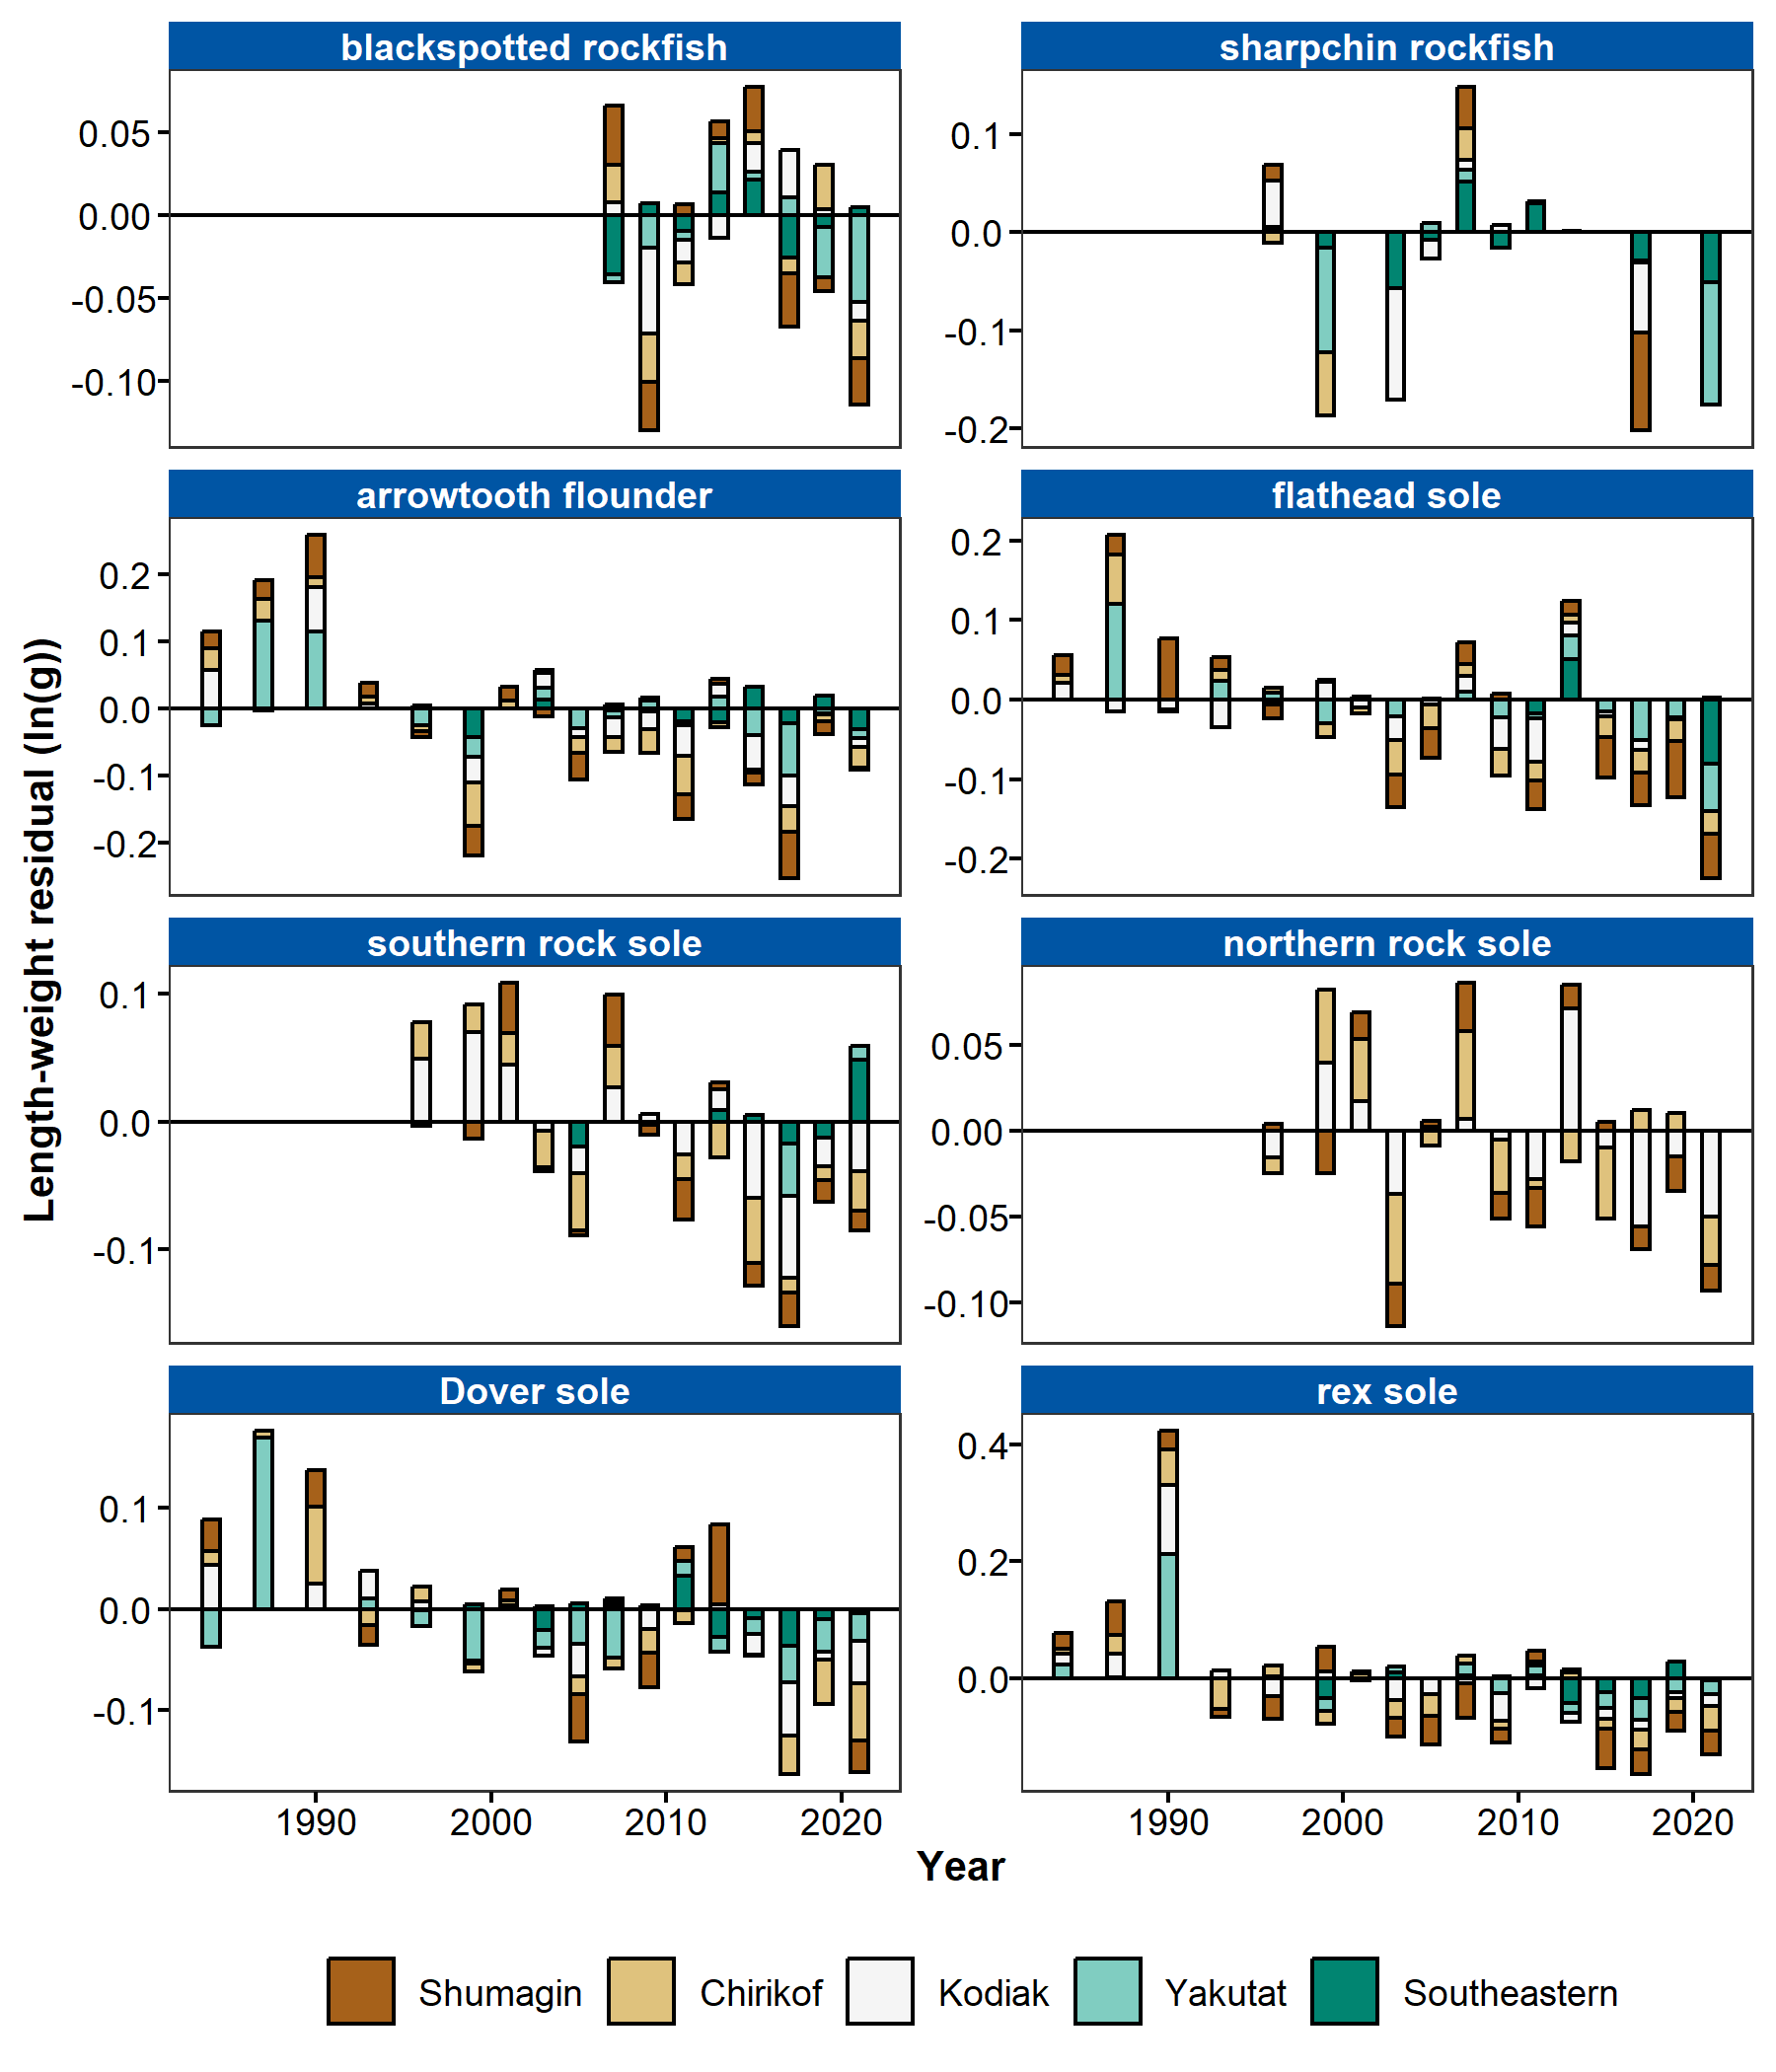 blackspotted rockfish
sharpchin rockfish
0.05
0.00
-0.05
-0.10
0.1
0.0
-0.1
-0.2
arrowtooth flounder
flathead sole
0.2
0.1
0.0
-0.1
-0.2
0.2
0.1
0.0
-0.1
-0.2
southern rock sole
northern rock sole
0.1
0.0
-0.1
0.05
0.00
-0.05
-0.10
Dover sole
rex sole
0.1
0.0
-0.1
0.4
0.2
0.0
Length-weight residual (ln(g))
1990 2000 2010 2020
1990 2000 2010 2020
Year
Shumagin Chirikof Kodiak Yakutat Southeastern